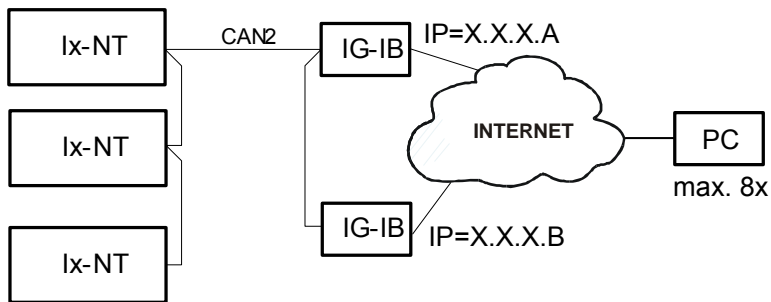 Ix-NT
CAN2
IG-IB
IP=X.X.X.A
Ix-NT
INTERNET
PC
max. 8x
Ix-NT
IG-IB
IP=X.X.X.B